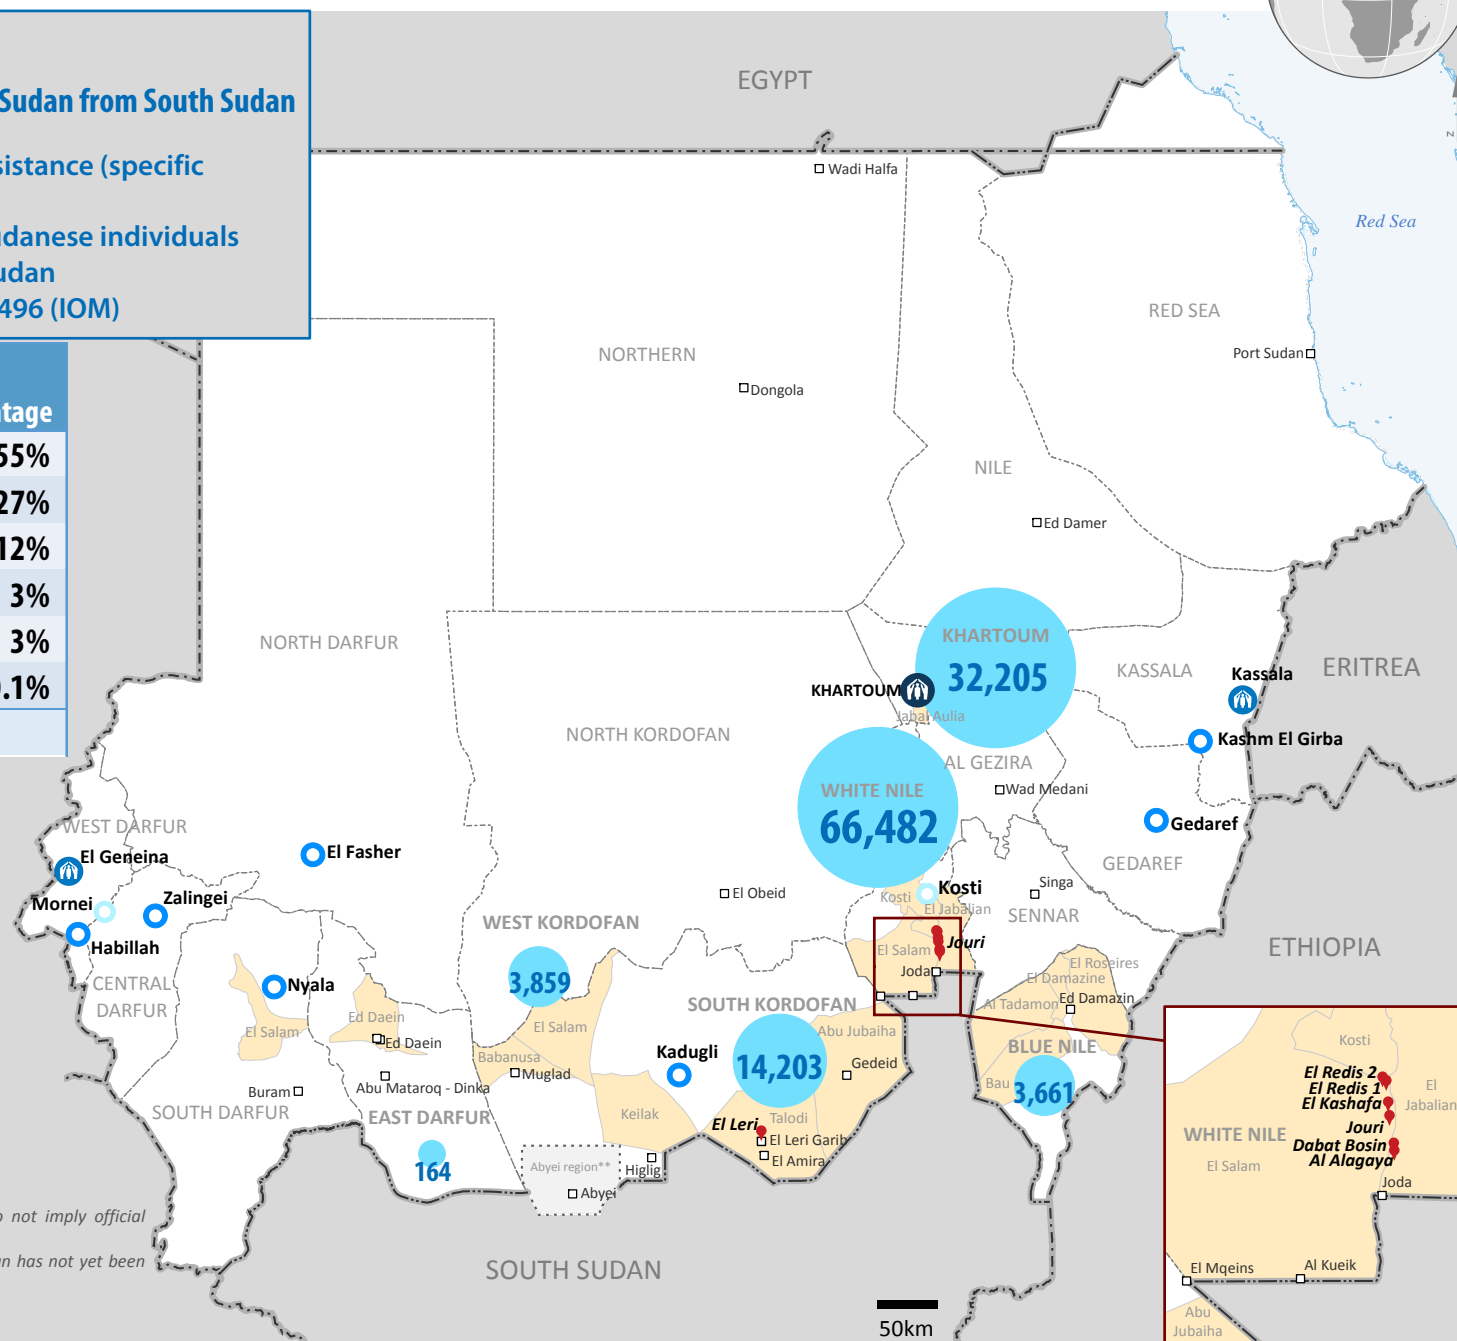 Sudan from South Sudan
sistance (specific
udanese individuals
udan
496 (IOM)
ntage
55%
27%
12%
3%
3%
.1%
EGYPT
Wadi Halfa
Red Sea
RED SEA
Port Sudan
NORTHERN
Dongola
NILE
Ed Damer
NORTH DARFUR
KHARTOUM
32,205
KHARTOUM
Jabal Aulia
KASSALA
Kassala
ERITREA
Kashm El Girba
NORTH KORDOFAN
AL GEZIRA
Wad Medani
WHITE NILE
66,482
Gedaref
GEDAREF
WEST DARFUR
El Geneina
El Fasher
Mornei
Zalingei
Habillah
CENTRAL
DARFUR
Nyala
El Salam
El Obeid
Kosti
Kosti
El Jabalian
Singa
SENNAR
WEST KORDOFAN
3,859
El Salam
Jouri
Joda
ETHIOPIA
El Roseires
El Damazine
Al Tadamon
Ed Damazin
Ed Daein
Ed Daein
El Salam
Babanusa
Muglad
SOUTH KORDOFAN
Abu Jubaiha
14,203
Kadugli
Gedeid
BLUE NILE
Bau
3,661
Buram
Abu Mataroq - Dinka
SOUTH DARFUR
EAST DARFUR
164
Keilak
El Leri
Talodi
El Leri Garib
El Amira
Abyei region**
Higlig
Abyei
SOUTH SUDAN
50km
Kosti
El Redis 2
El Redis 1
El Kashafa
El
Jabalian
Jouri
WHITE NILE
Dabat Bosin
Al Alagaya
El Salam
Joda
El Mqeins
Al Kueik
Abu
Jubaiha
o not imply official
an has not yet been
N